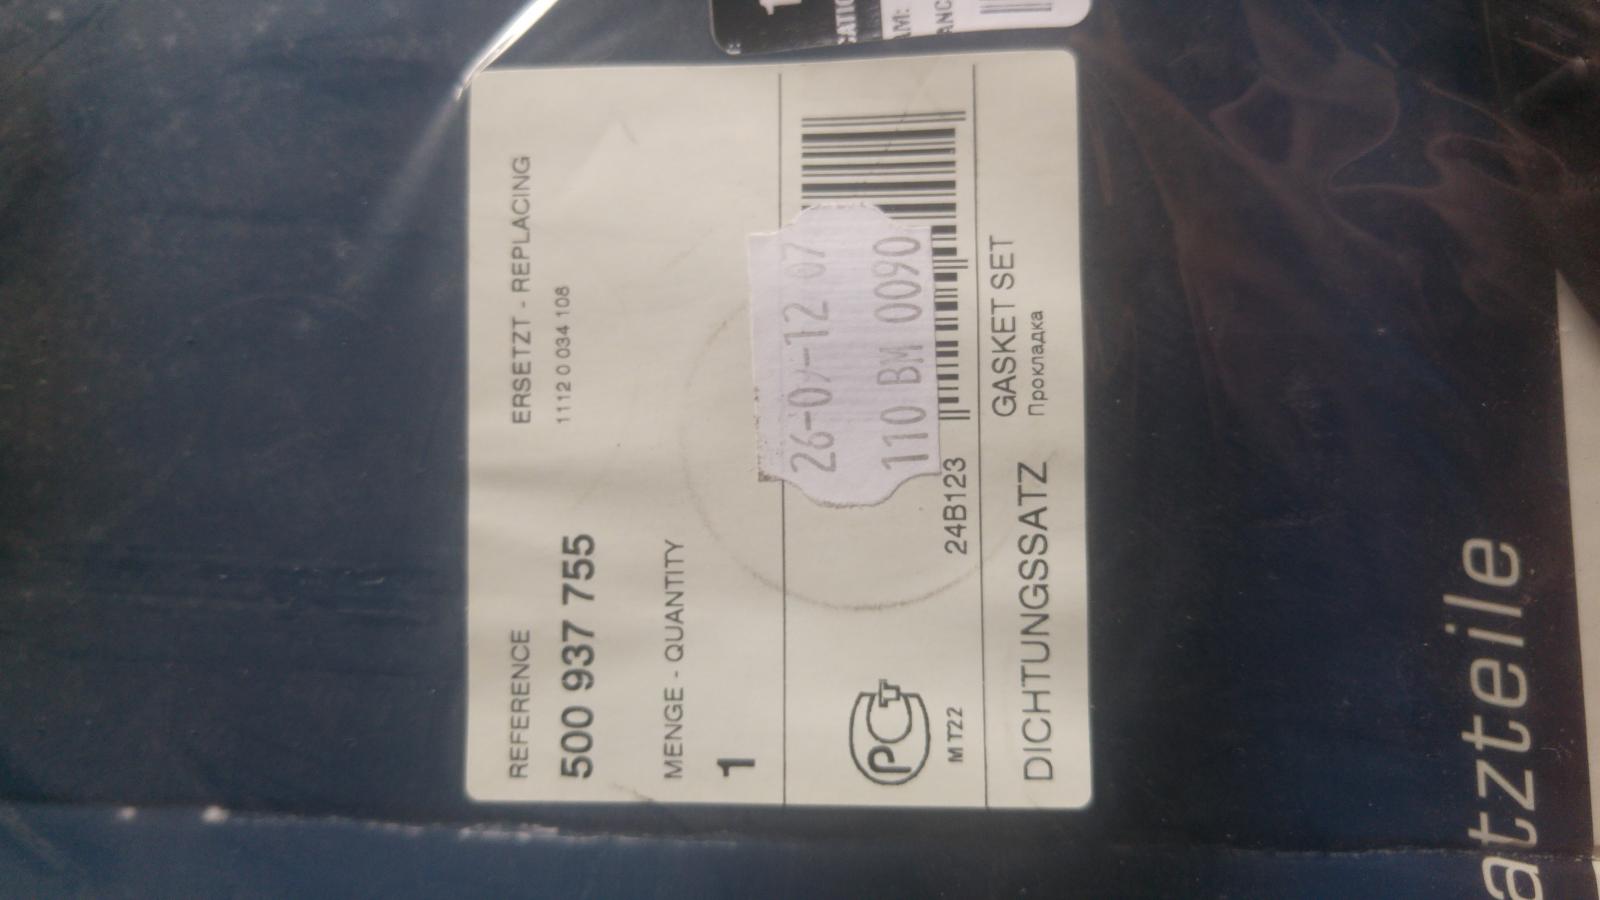 REFERENCE
500 937 755
ERSETZT - REPLACING
1112 0 034 108
MENGE - QUANTITY
1
26-0 -12 07
110 BM 0090
24B123
MT22
DICHTUNGSSATZ
GASKET SET
Прокладка
atzteile